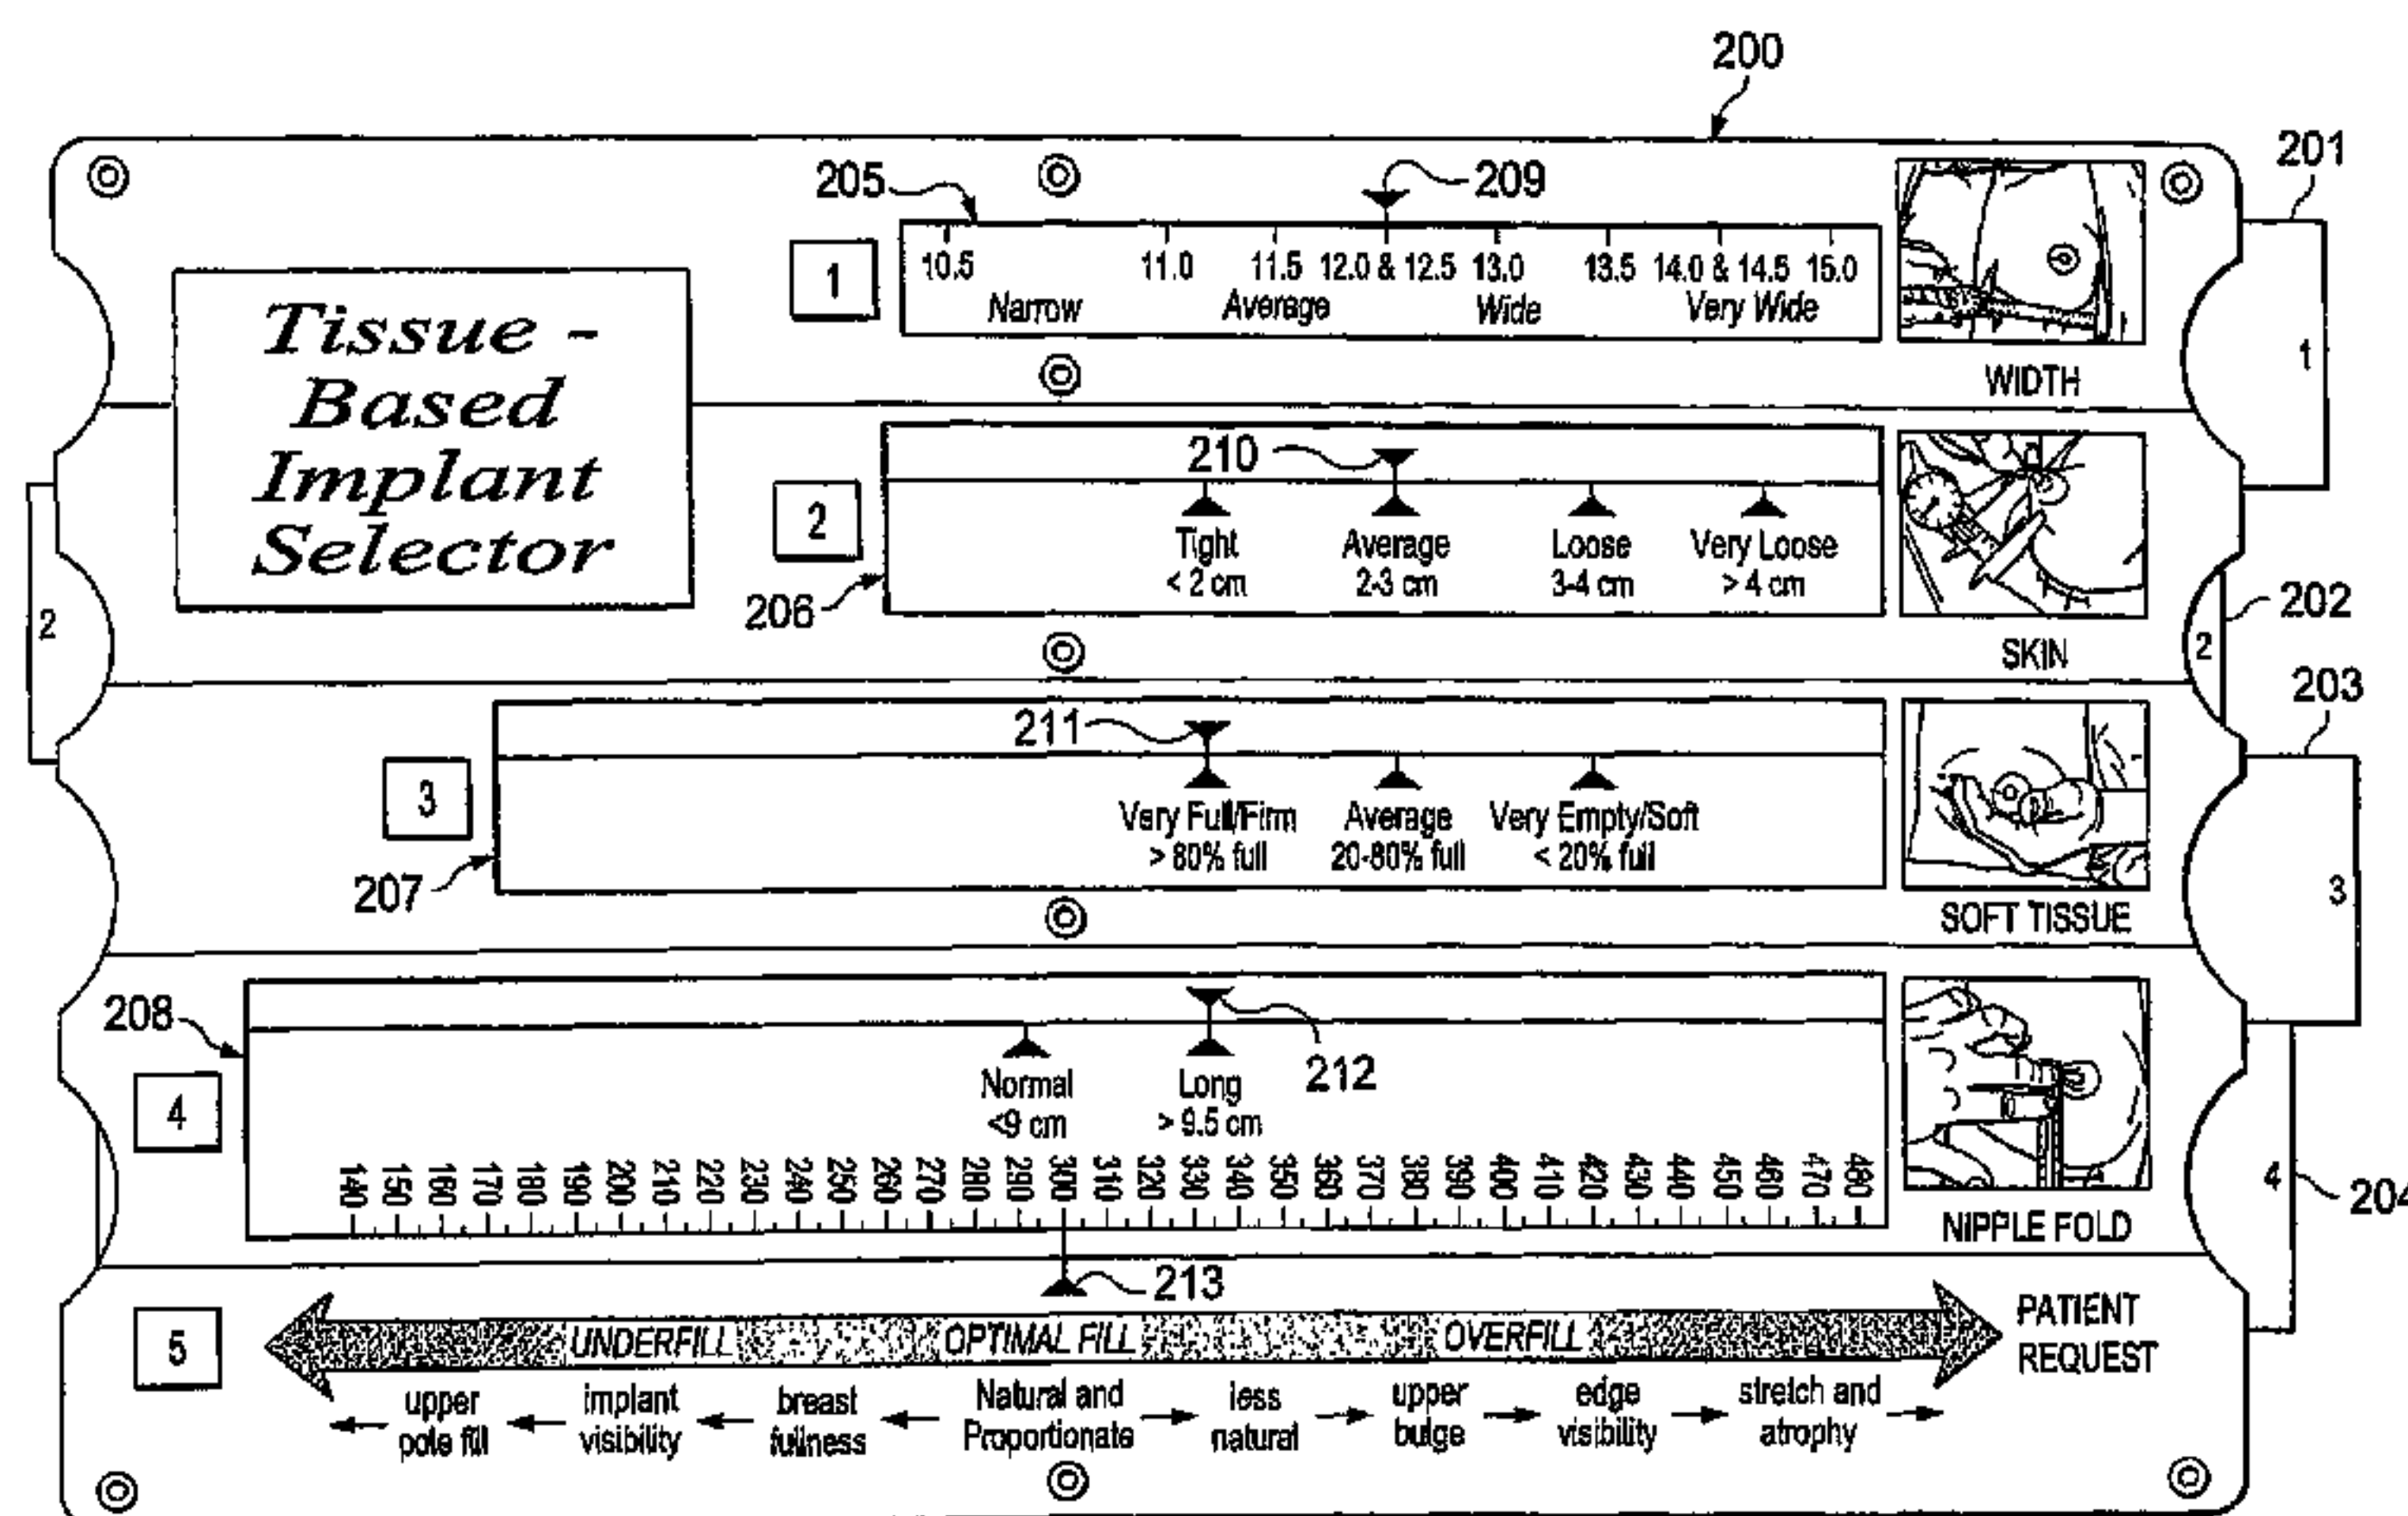 200
201
205
209
1
10.5 11.0 11.5 12.0 & 12.5 13.0 13.5 14.0 & 14.5 15.0
Narrow Average Wide Very Wide
1
WIDTH
Tissue -
Based
Implant
Selector
210
2
Tight Average Loose Very Loose
< 2 cm 2-3 cm 3-4 cm > 4 cm
206
202
2
2
SKIN
203
211
3
Very Full/Firm Average Very Empty/Soft
> 80% full 20-80% full < 20% full
207
3
SOFT TISSUE
208
212
4
Normal Long
<9 cm > 9.5 cm
140 150 160 170 180 190 200 210 220 230 240 250 260 270 280 290 300 310 320 330 340 350 360 370 380 390 400 410 420 430 440 450 460 470 480
4
204
NIPPLE FOLD
213
5
UNDERFILL OPTIMAL FILL OVERFILL
PATIENT
REQUEST
upper implant breast Natural and less upper edge stretch and
pole fill visibility fullness Proportionate natural bulge visibility atrophy